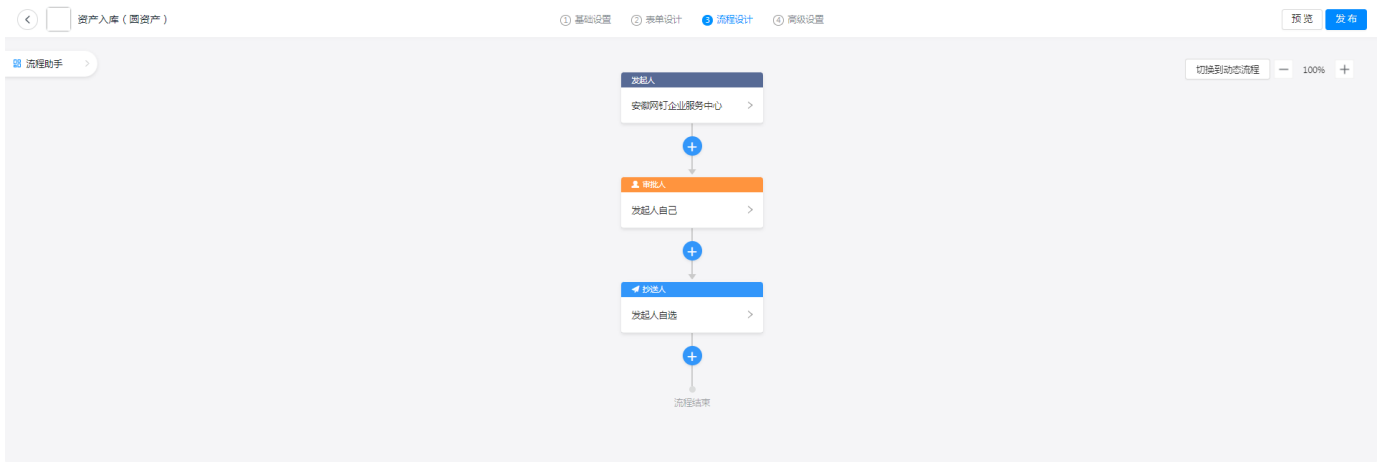 资产入库（圆资产）
1 基础设置 2 表单设计 3 流程设计 4 高级设置
预览 发布
流程助手
切换到动态流程 100%
发起人
安徽网钉企业服务中心
审批人
发起人自己
抄送人
发起人自选
流程结束